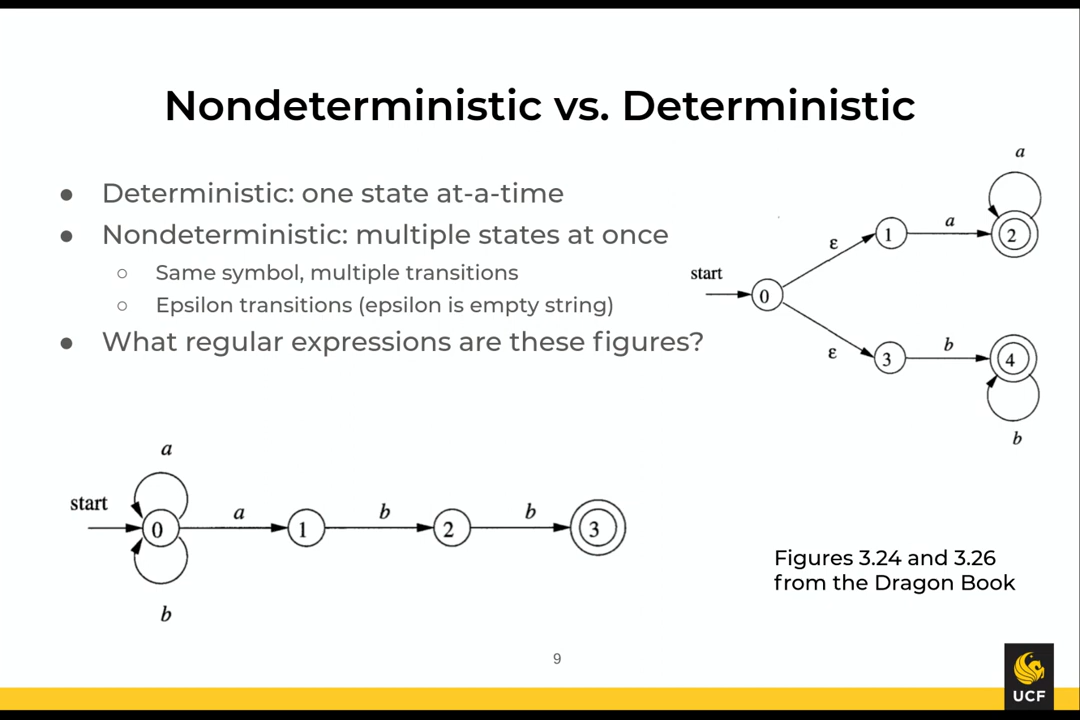 Nondeterministic vs. Deterministic
● Deterministic: one state at-a-time
● Nondeterministic: multiple states at once
○ Same symbol, multiple transitions
○ Epsilon transitions (epsilon is empty string)
● What regular expressions are these figures?
a
ε
1
a
2
start
0
ε
3
b
4
b
a
start
0
a
1
b
2
b
3
b
Figures 3.24 and 3.26
from the Dragon Book
9
UCF